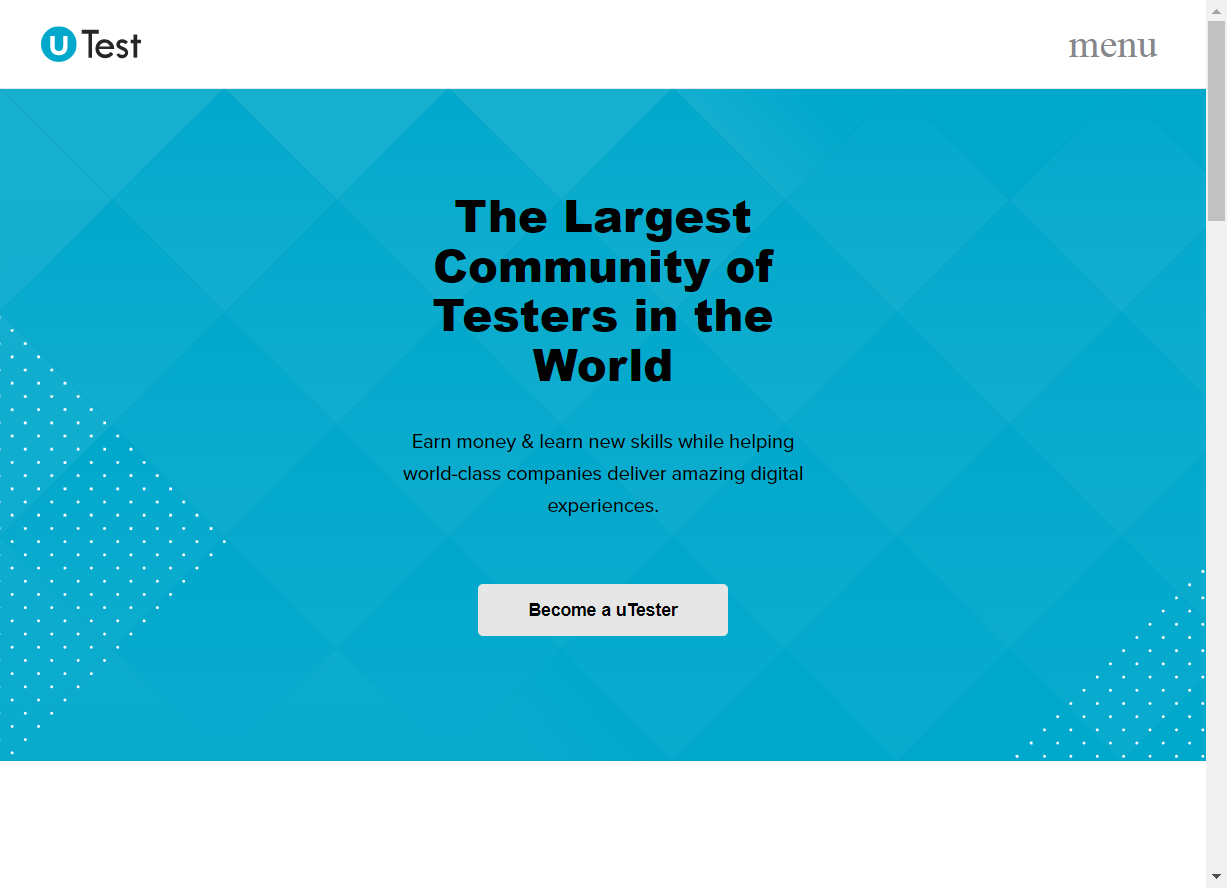 uTest
menu
The Largest
Community of
Testers in the
World
Earn money & learn new skills while helping
world-class companies deliver amazing digital
experiences.
Become a uTester